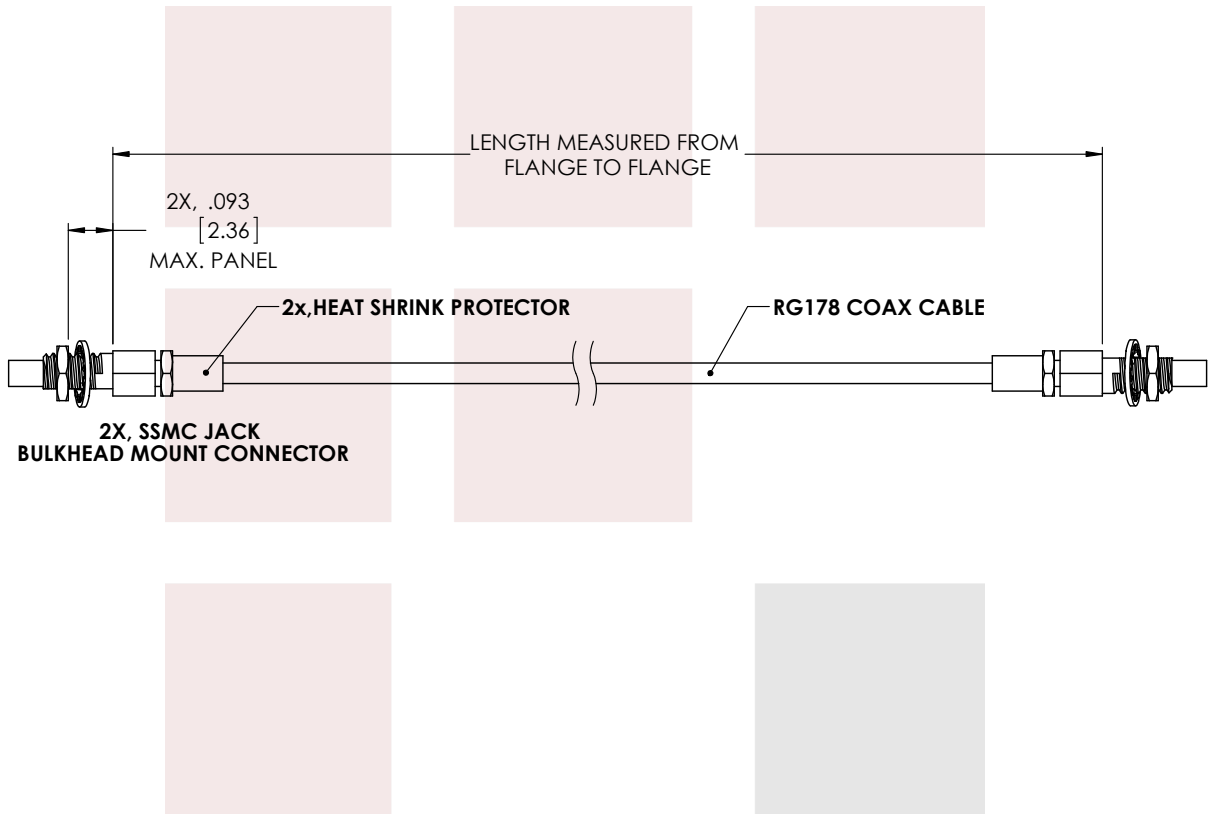 LENGTH MEASURED FROM
FLANGE TO FLANGE
2X, .093
[2.36]
MAX. PANEL
2x,HEAT SHRINK PROTECTOR
RG178 COAX CABLE
2X, SSMC JACK
BULKHEAD MOUNT CONNECTOR